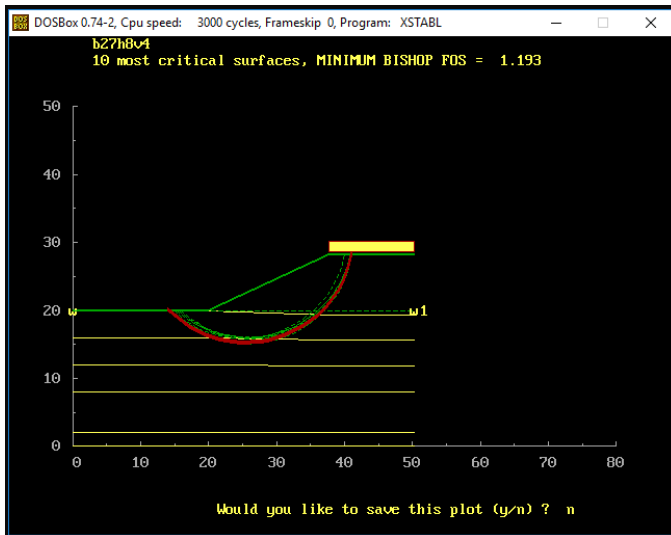 DOSBox 0.74-2, Cpu speed: 3000 cycles, Frameskip 0, Program: XSTABL
b27h8v4
10 most critical surfaces, MINIMUM BISHOP FOS = 1.193
50
40
30
20
W
W1
10
0
0 10 20 30 40 50 60 70 80
Would you like to save this plot (y/n) ? n